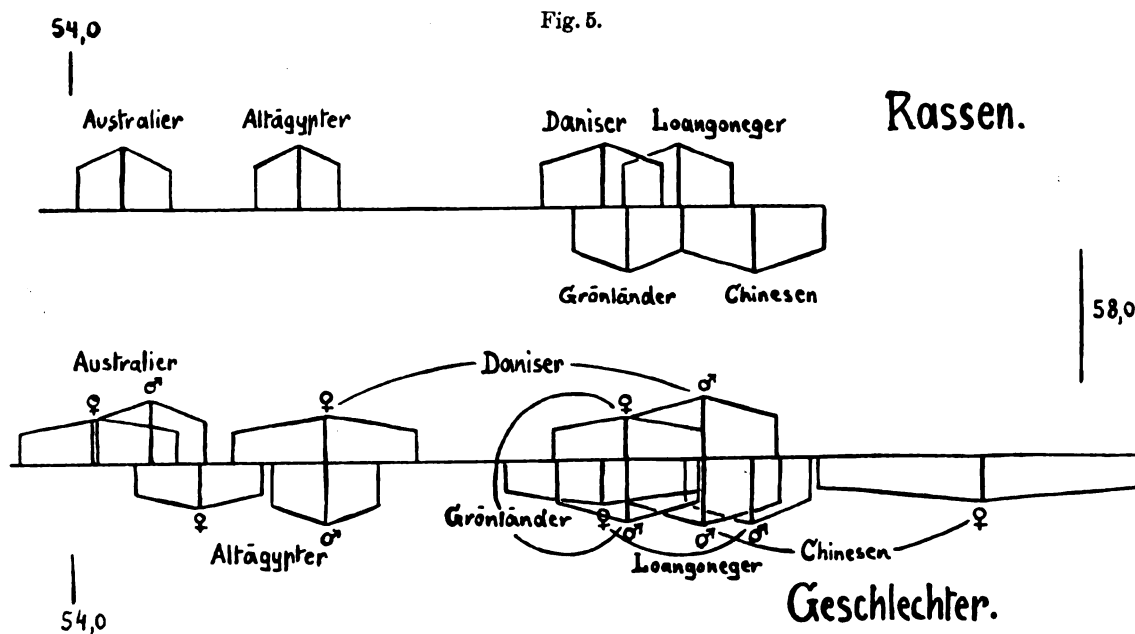 Fig. 5.
54,0
Australier Altägypter Daniser Loangoneger
Rassen.
Grönländer Chinesen
58,0
Australier Daniser
♀ ♂ ♀ ♀ ♂
Grönländer
♀ ♂ ♀ ♂ ♂ ♂ ♀
Altägypter Loangoneger Chinesen
54,0
Geschlechter.